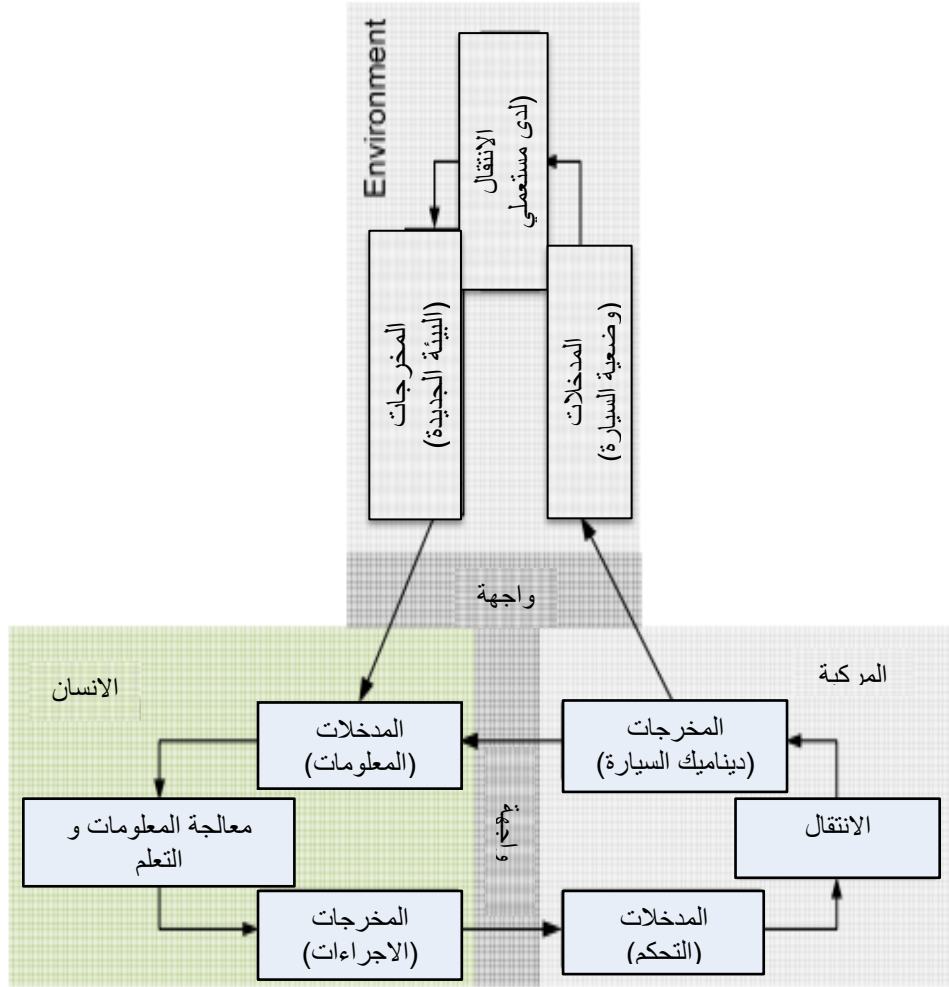 Environment
الانتقال
(لدى مستعملي
المخرجات
(البيئة الجديدة)
المدخلات
(وضعية السيارة)
واجهة
الانسان
المركبة
المدخلات
(المعلومات)
المخرجات
(ديناميك السيارة)
معالجة المعلومات و
التعلم
واجهة
الانتقال
المخرجات
(الاجراءات)
المدخلات
(التحكم)